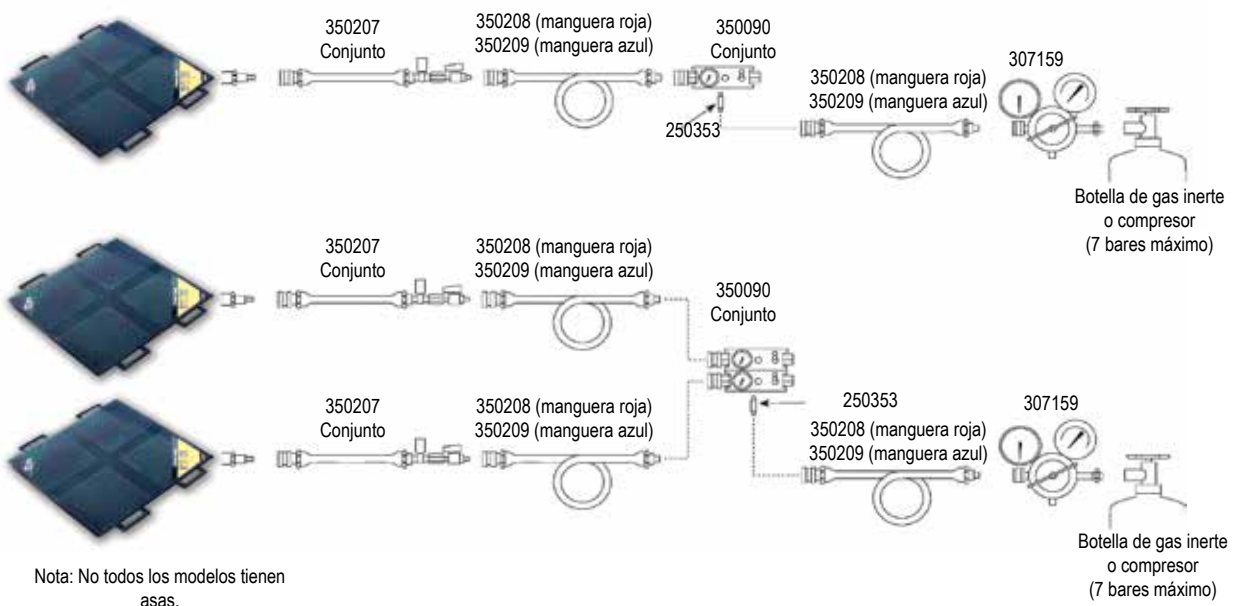 350207
Conjunto
350208 (manguera roja)
350209 (manguera azul)
350090
Conjunto
250353
350208 (manguera roja)
350209 (manguera azul)
307159
Botella de gas inerte
o compresor
(7 bares máximo)
350207
Conjunto
350208 (manguera roja)
350209 (manguera azul)
350090
Conjunto
350207
Conjunto
350208 (manguera roja)
350209 (manguera azul)
250353
350208 (manguera roja)
350209 (manguera azul)
307159
Botella de gas inerte
o compresor
(7 bares máximo)
Nota: No todos los modelos tienen
asas.